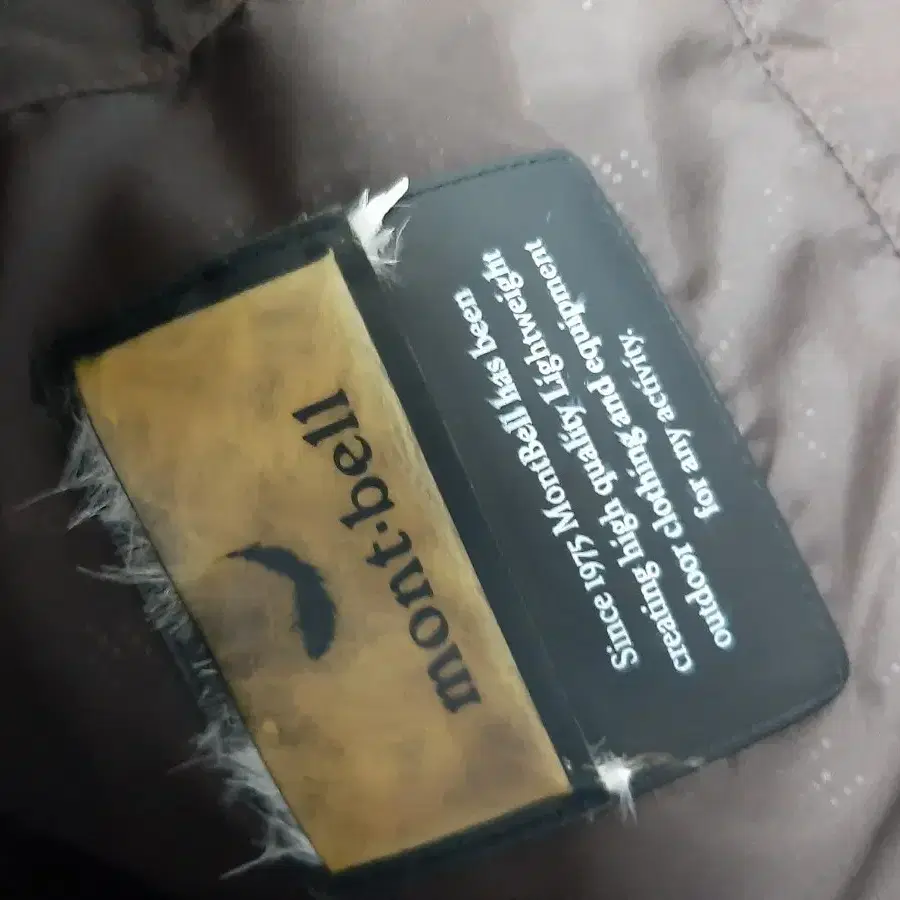 mont·bell
Since 1975 MontBell has been
creating high quality Lightweight
outdoor clothing and equipment
for any activity.